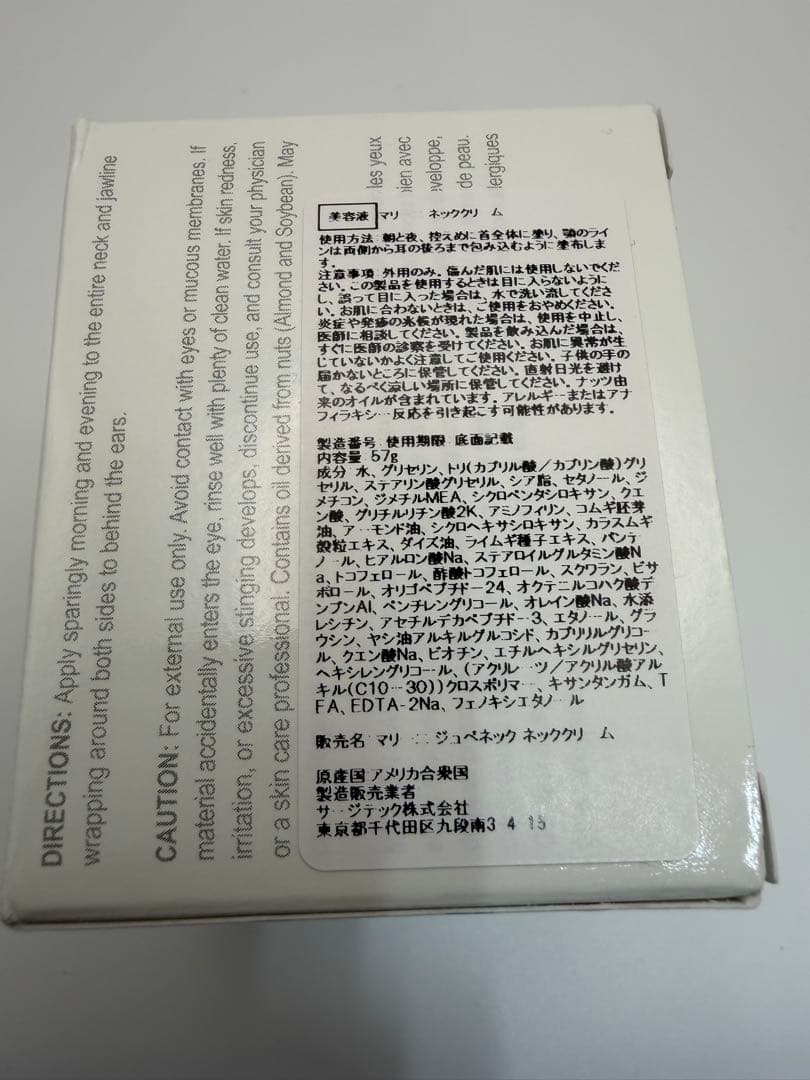 DIRECTIONS: Apply sparingly morning and evening to the entire neck and jawline
wrapping around both sides to behind the ears.
CAUTION: For external use only. Avoid contact with eyes or mucous membranes. If
material accidentally enters the eye, rinse well with plenty of clean water. If skin redness,
irritation, or excessive stinging develops, discontinue use, and consult your physician
or a skin care professional. Contains oil derived from nuts (Almond and Soybean). May
les yeux
ien avec
veloppe,
de peau.
lergiques
美容液 マリ ネッククリ ム
使用方法 朝と夜、控えめに首全体に塗り、顎のライ
ンは両側から耳の後ろまで包み込むように塗布しま
す。
注意事項 外用のみ。傷んだ肌には使用しないでくだ
さい。この製品を使用するときは目に入らないように
し、誤って目に入った場合は、水で洗い流してくださ
い。お肌に合わないときは、ご使用をおやめください。
炎症や発疹の兆候が現れた場合は、使用を中止し、
医師に相談してください。製品を飲み込んだ場合は、
すぐに医師の診察を受けてください。お肌に異常が生
じていないかよく注意してご使用ください。子供の手の
届かないところに保管してください。直射日光を避け
て、なるべく涼しい場所に保管してください。ナッツ由
来のオイルが含まれています。アレルギーまたはアナ
フィラキシー反応を引き起こす可能性があります。
製造番号 使用期限 底面記載
内容量 57g
成分 水、グリセリン、トリ(カプリル酸/カプリン酸)グリ
セリル、ステアリン酸グリセリル、シア脂、セタノール、ジ
メチコン、ジメチルMEA、シクロペンタシロキサン、クエ
ン酸、グリチルリチン酸2K、アミノフィリン、コムギ胚芽
油、アーモンド油、シクロヘキサシロキサン、カラスムギ
穀粒エキス、ダイズ油、ライムギ種子エキス、パンテ
ノール、ヒアルロン酸Na、ステアロイルグルタミン酸N
a、トコフェロール、酢酸トコフェロール、スクワラン、ビサ
ボロール、オリゴペプチド-24、オクテニルコハク酸デ
ンプンAl、ペンチレングリコール、オレイン酸Na、水添
レシチン、アセチルデカペプチド-3、エタノール、グラ
ウシン、ヤシ油アルキルグルコシド、カプリリルグリコー
ル、クエン酸Na、ビオチン、エチルヘキシルグリセリン、
ヘキシレングリコール、(アクリレーツ/アクリル酸アル
キル(C10-30))クロスポリマー、キサンタンガム、T
EA、EDTA-2Na、フェノキシエタノール
販売名 マリ ジュベネック ネッククリ ム
原産国 アメリカ合衆国
製造販売業者
サージテック株式会社
東京都千代田区九段南3 4 15